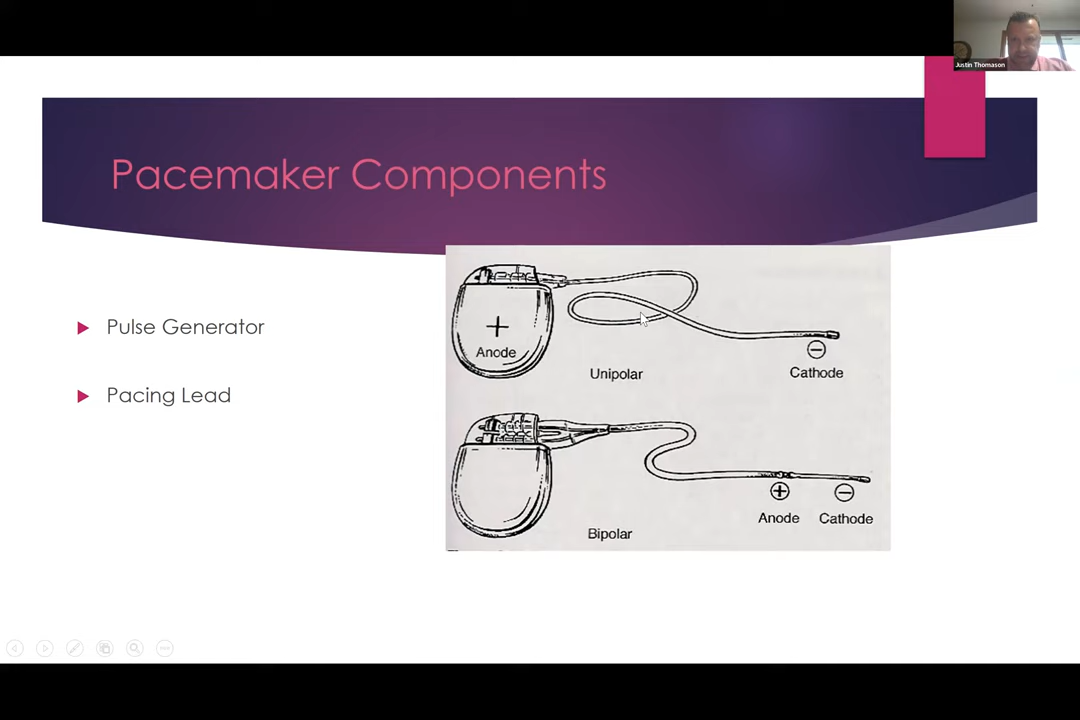 Justin Thomason
Pacemaker Components
Pulse Generator
Pacing Lead
+
Anode
−
Unipolar
Cathode
+ −
Anode Cathode
Bipolar